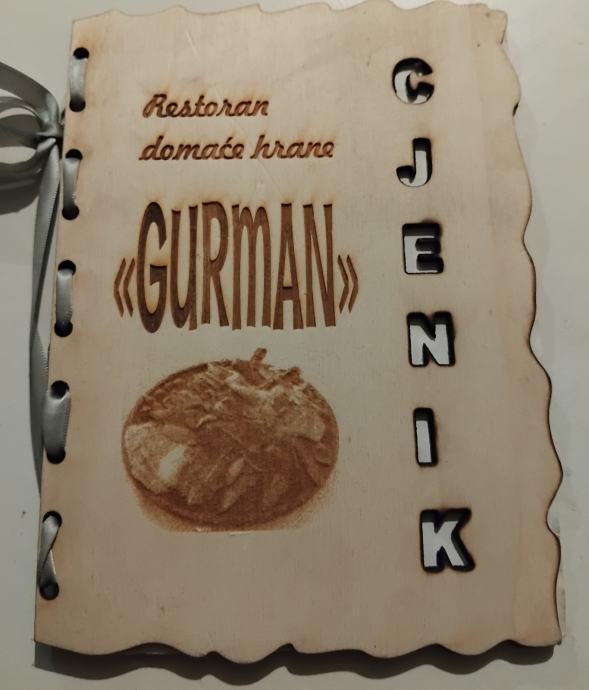 Restoran
domaće hrane
«GURMAN»
CJENIK